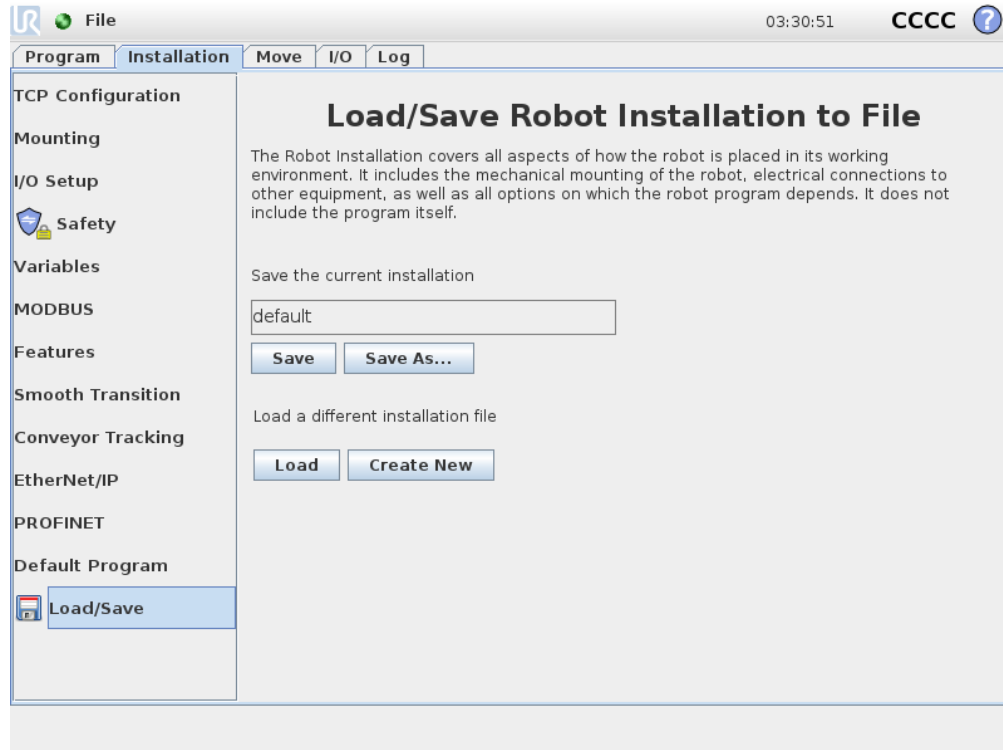 UR File 03:30:51 CCCC ?
Program Installation Move I/O Log
TCP Configuration
Mounting
I/O Setup
Safety
Variables
MODBUS
Features
Smooth Transition
Conveyor Tracking
EtherNet/IP
PROFINET
Default Program
Load/Save
Load/Save Robot Installation to File
The Robot Installation covers all aspects of how the robot is placed in its working
environment. It includes the mechanical mounting of the robot, electrical connections to
other equipment, as well as all options on which the robot program depends. It does not
include the program itself.
Save the current installation
default
Save Save As...
Load a different installation file
Load Create New